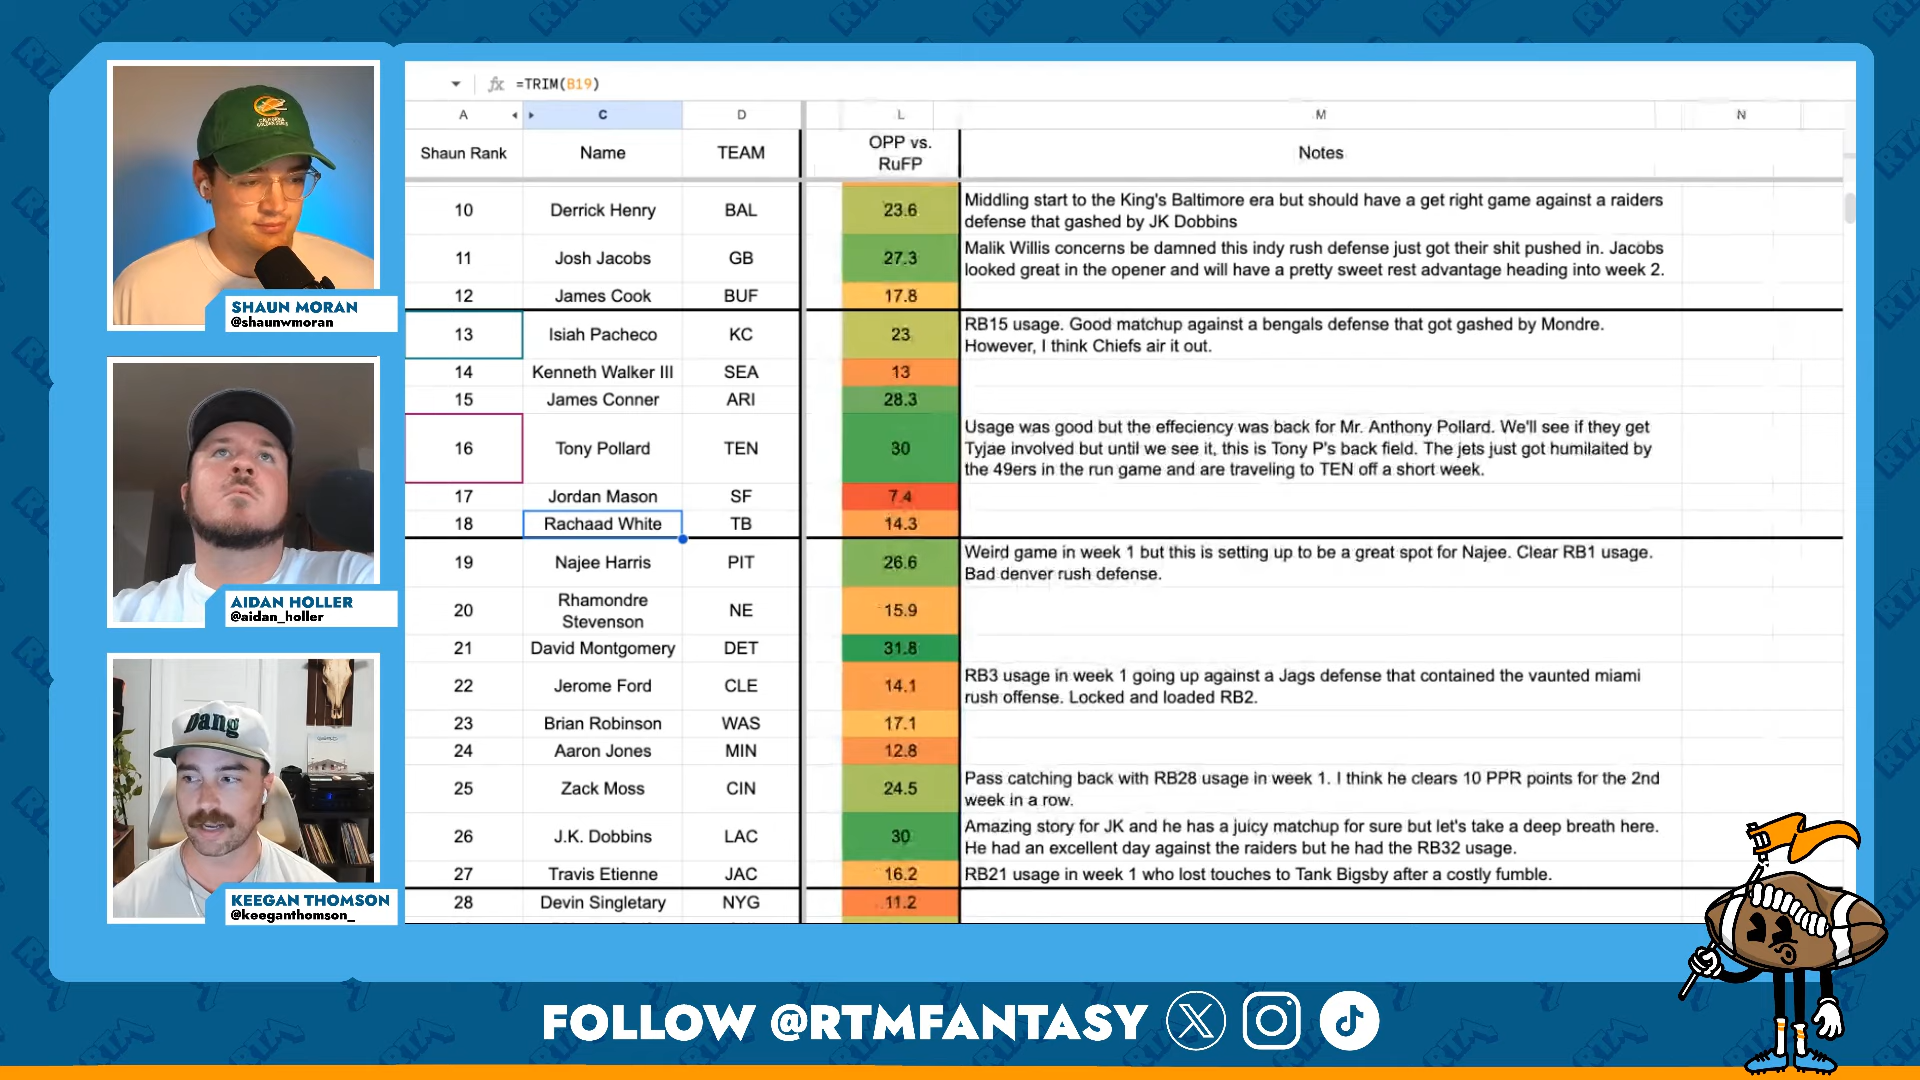 SHAUN MORAN
@shaunwmoran
AIDAN HOLLER
@aidan_holler
Dang
KEEGAN THOMSON
@keeganthomson_
fx =TRIM(B19)
A C D L M N
Shaun Rank Name TEAM OPP vs. RuFP Notes
10 Derrick Henry BAL 23.6 Middling start to the King's Baltimore era but should have a get right game against a raiders
defense that gashed by JK Dobbins
11 Josh Jacobs GB 27.3 Malik Willis concerns be damned this indy rush defense just got their shit pushed in. Jacobs
looked great in the opener and will have a pretty sweet rest advantage heading into week 2.
12 James Cook BUF 17.8
13 Isiah Pacheco KC 23 RB15 usage. Good matchup against a bengals defense that got gashed by Mondre.
However, I think Chiefs air it out.
14 Kenneth Walker III SEA 13
15 James Conner ARI 28.3
16 Tony Pollard TEN 30 Usage was good but the effeciency was back for Mr. Anthony Pollard. We'll see if they get
Tyjae involved but until we see it, this is Tony P's back field. The jets just got humilaited by
the 49ers in the run game and are traveling to TEN off a short week.
17 Jordan Mason SF 7.4
18 Rachaad White TB 14.3
19 Najee Harris PIT 26.6 Weird game in week 1 but this is setting up to be a great spot for Najee. Clear RB1 usage.
Bad denver rush defense.
20 Rhamondre Stevenson NE 15.9
21 David Montgomery DET 31.8
22 Jerome Ford CLE 14.1 RB3 usage in week 1 going up against a Jags defense that contained the vaunted miami
rush offense. Locked and loaded RB2.
23 Brian Robinson WAS 17.1
24 Aaron Jones MIN 12.8
25 Zack Moss CIN 24.5 Pass catching back with RB28 usage in week 1. I think he clears 10 PPR points for the 2nd
week in a row.
26 J.K. Dobbins LAC 30 Amazing story for JK and he has a juicy matchup for sure but let's take a deep breath here.
He had an excellent day against the raiders but he had the RB32 usage.
27 Travis Etienne JAC 16.2 RB21 usage in week 1 who lost touches to Tank Bigsby after a costly fumble.
28 Devin Singletary NYG 11.2
FOLLOW @RTMFANTASY